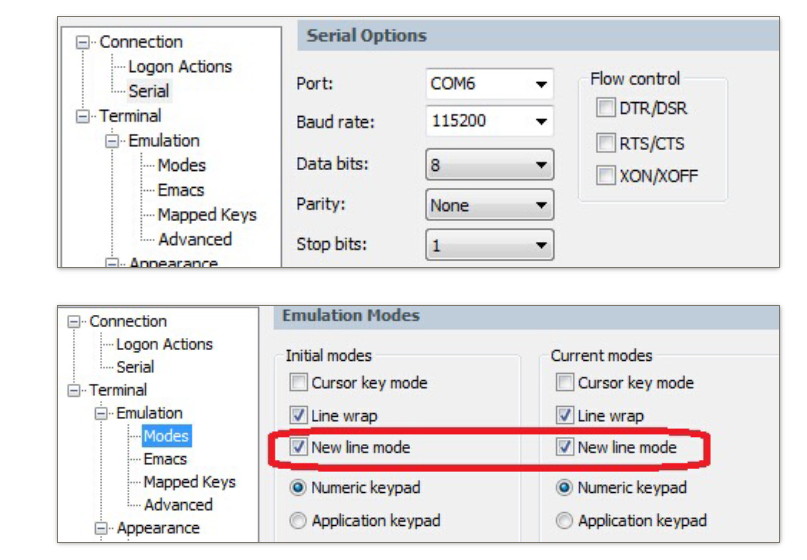 Connection
Logon Actions
Serial
Terminal
Emulation
Modes
Emacs
Mapped Keys
Advanced
Appearance
Serial Options
Port: COM6
Baud rate: 115200
Data bits: 8
Parity: None
Stop bits: 1
Flow control
DTR/DSR
RTS/CTS
XON/XOFF
Connection
Logon Actions
Serial
Terminal
Emulation
Modes
Emacs
Mapped Keys
Advanced
Appearance
Emulation Modes
Initial modes
Cursor key mode
Line wrap
New line mode
Numeric keypad
Application keypad
Current modes
Cursor key mode
Line wrap
New line mode
Numeric keypad
Application keypad